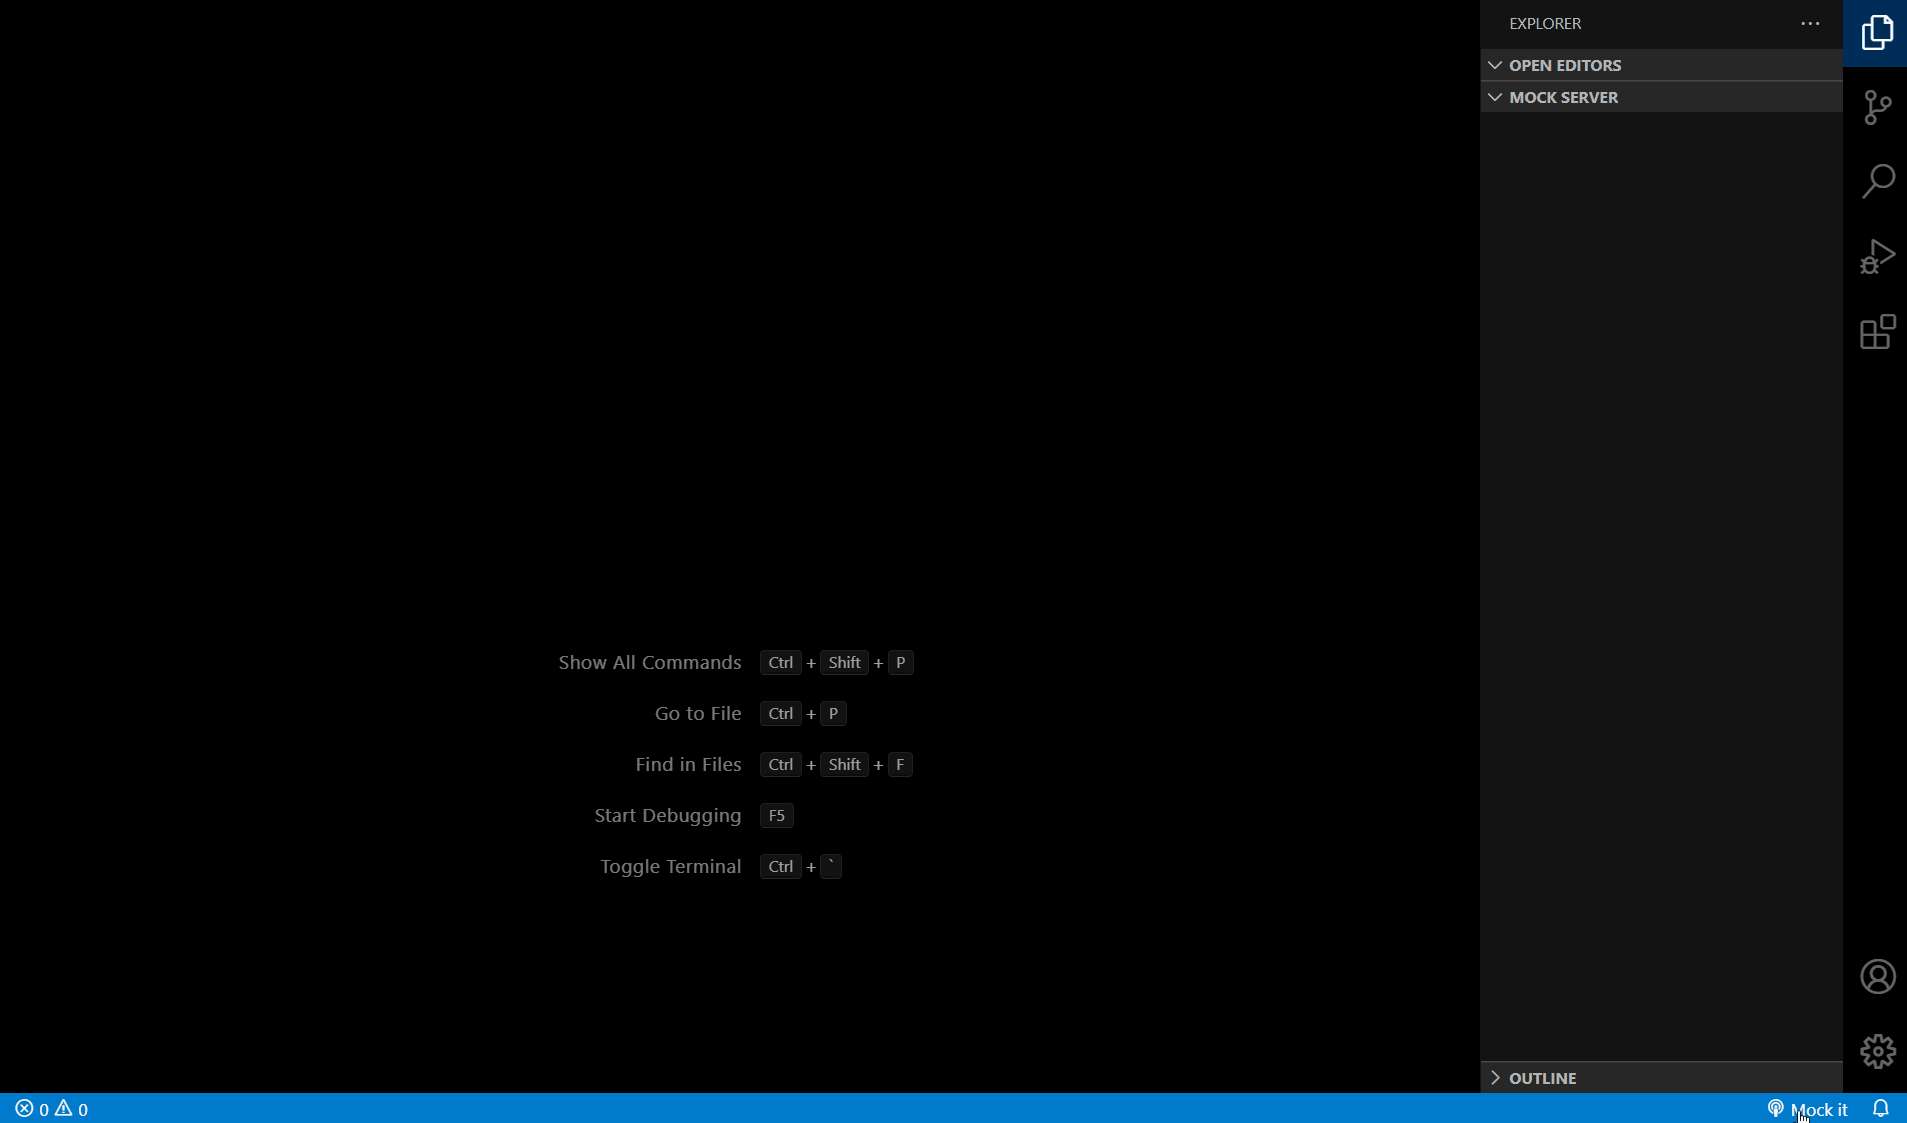 EXPLORER
OPEN EDITORS
MOCK SERVER
Show All Commands Ctrl + Shift + P
Go to File Ctrl + P
Find in Files Ctrl + Shift + F
Start Debugging F5
Toggle Terminal Ctrl + `
OUTLINE
0 0 Mock it